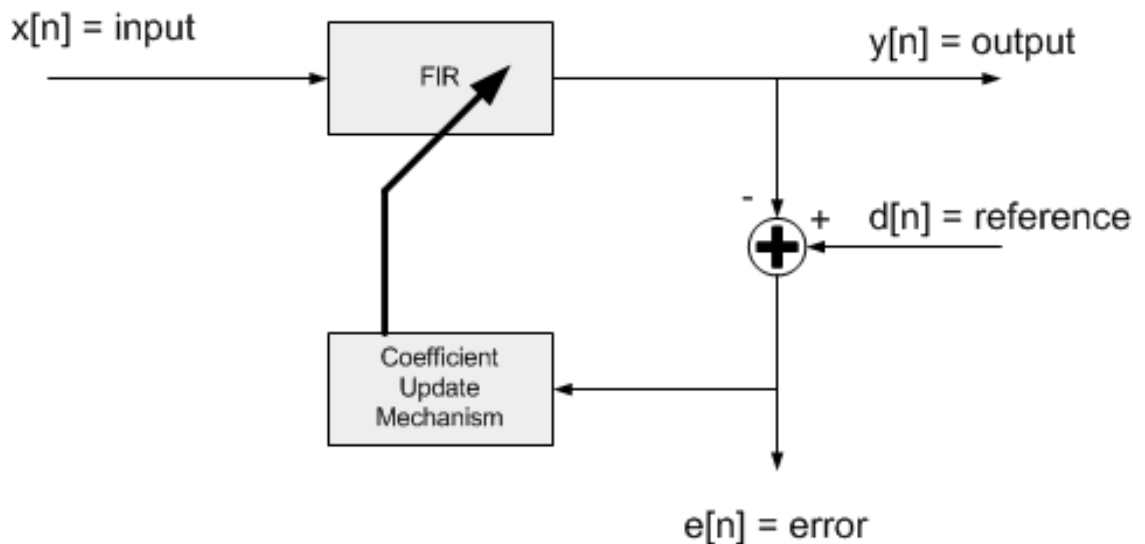 x[n] = input
y[n] = output
FIR
-
+
d[n] = reference
Coefficient
Update
Mechanism
e[n] = error